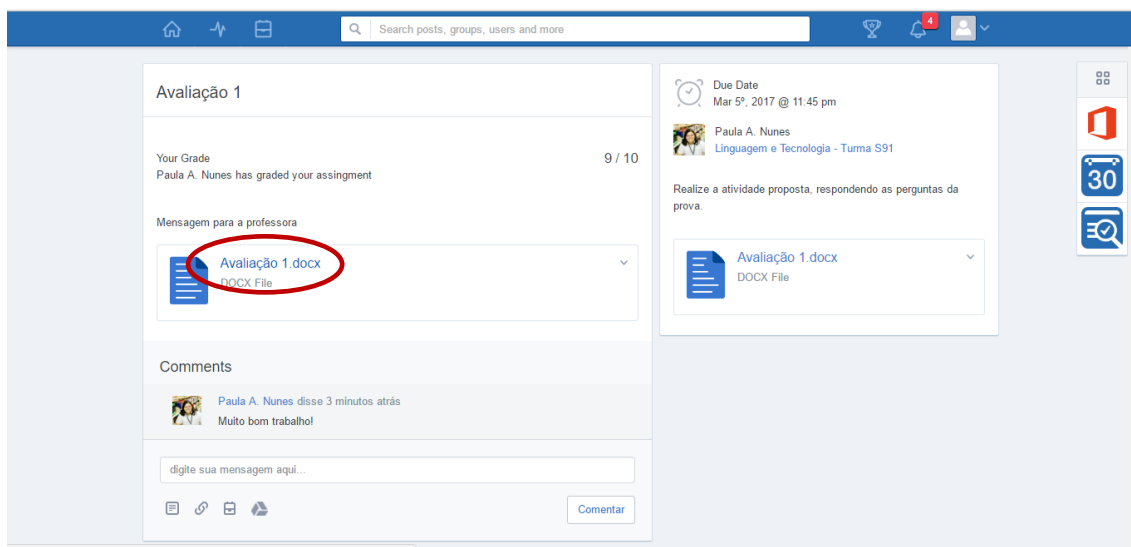 Search posts, groups, users and more
4
Avaliação 1
Your Grade
9 / 10
Paula A. Nunes has graded your assingment
Mensagem para a professora
Avaliação 1.docx
DOCX File
Comments
Paula A. Nunes disse 3 minutos atrás
Muito bom trabalho!
digite sua mensagem aqui...
Comentar
Due Date
Mar 5º, 2017 @ 11:45 pm
Paula A. Nunes
Linguagem e Tecnologia - Turma S91
Realize a atividade proposta, respondendo as perguntas da
prova.
Avaliação 1.docx
DOCX File
30